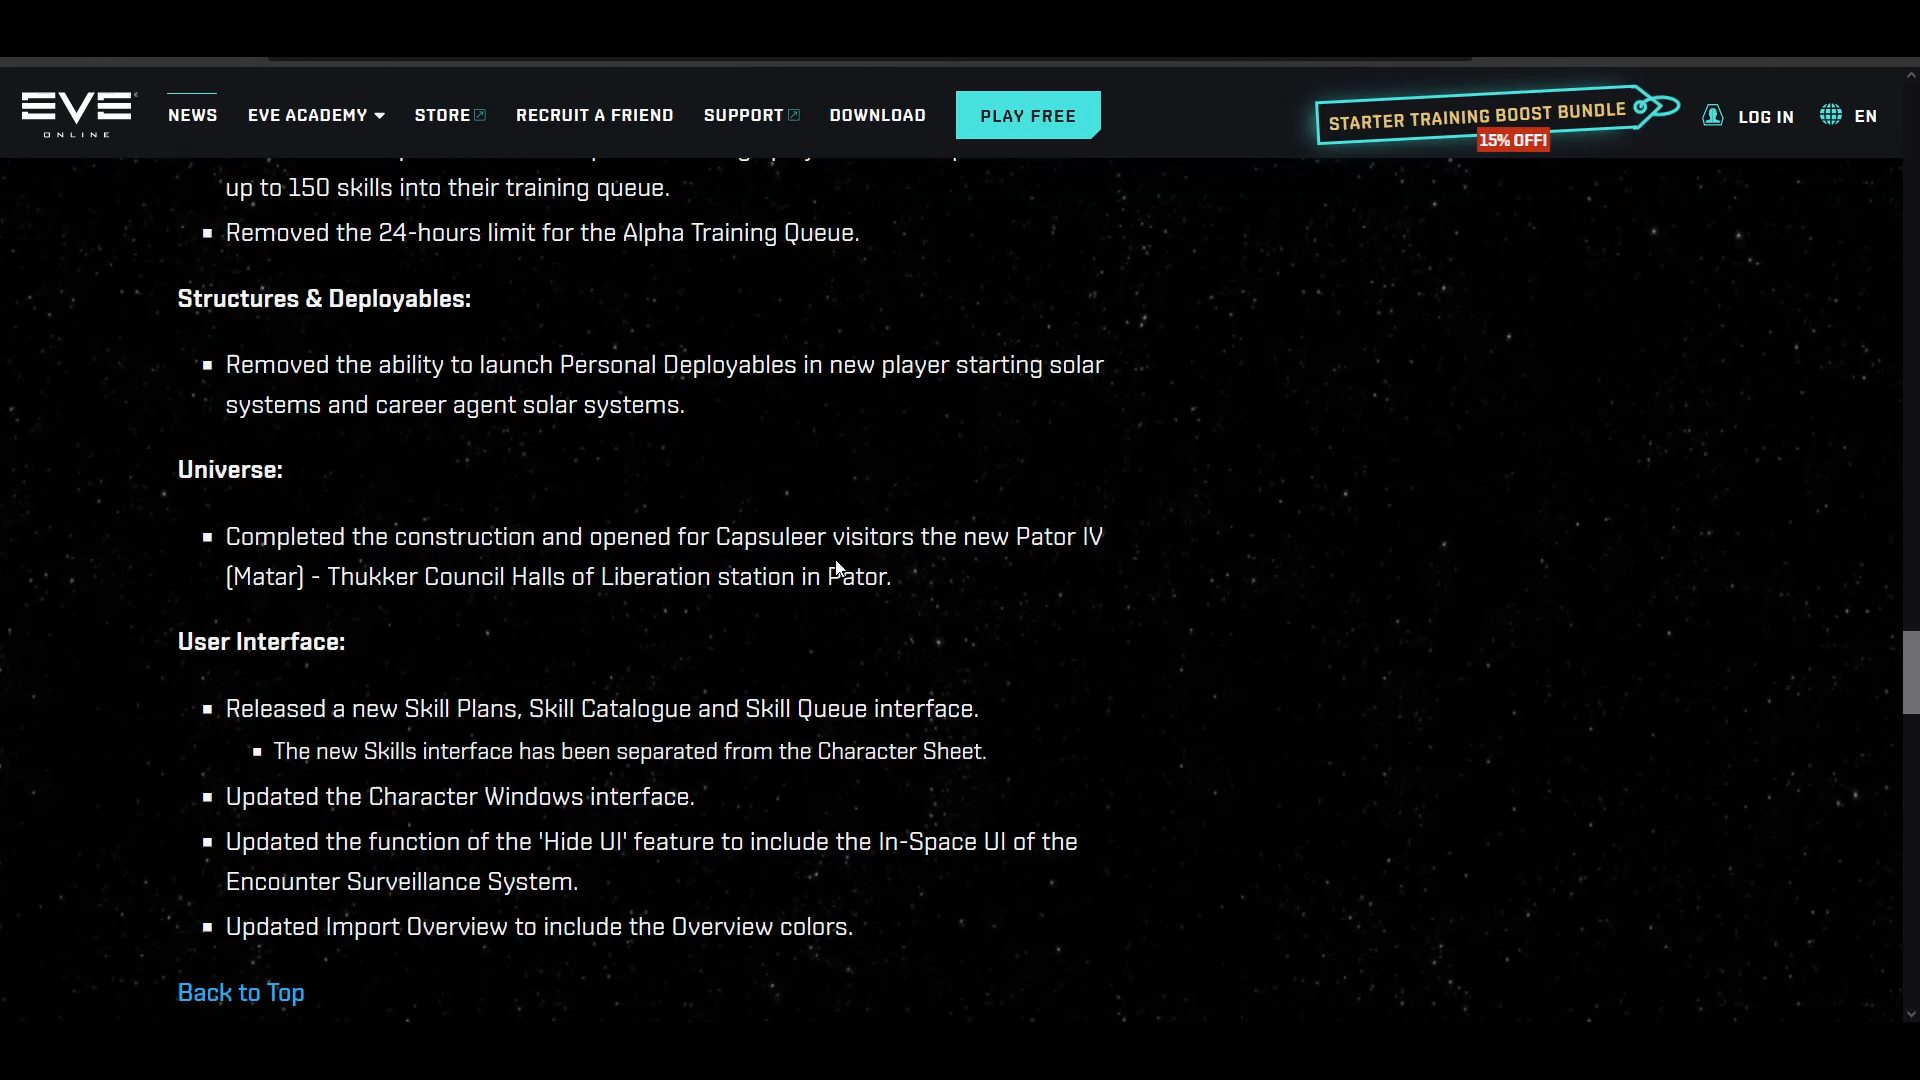 EVE
ONLINE
NEWS EVE ACADEMY STORE RECRUIT A FRIEND SUPPORT DOWNLOAD PLAY FREE STARTER TRAINING BOOST BUNDLE LOG IN EN
15% OFF!
up to 150 skills into their training queue.
Removed the 24-hours limit for the Alpha Training Queue.
Structures & Deployables:
Removed the ability to launch Personal Deployables in new player starting solar
systems and career agent solar systems.
Universe:
Completed the construction and opened for Capsuleer visitors the new Pator IV
(Matar) - Thukker Council Halls of Liberation station in Pator.
User Interface:
Released a new Skill Plans, Skill Catalogue and Skill Queue interface.
The new Skills interface has been separated from the Character Sheet.
Updated the Character Windows interface.
Updated the function of the 'Hide UI' feature to include the In-Space UI of the
Encounter Surveillance System.
Updated Import Overview to include the Overview colors.
Back to Top